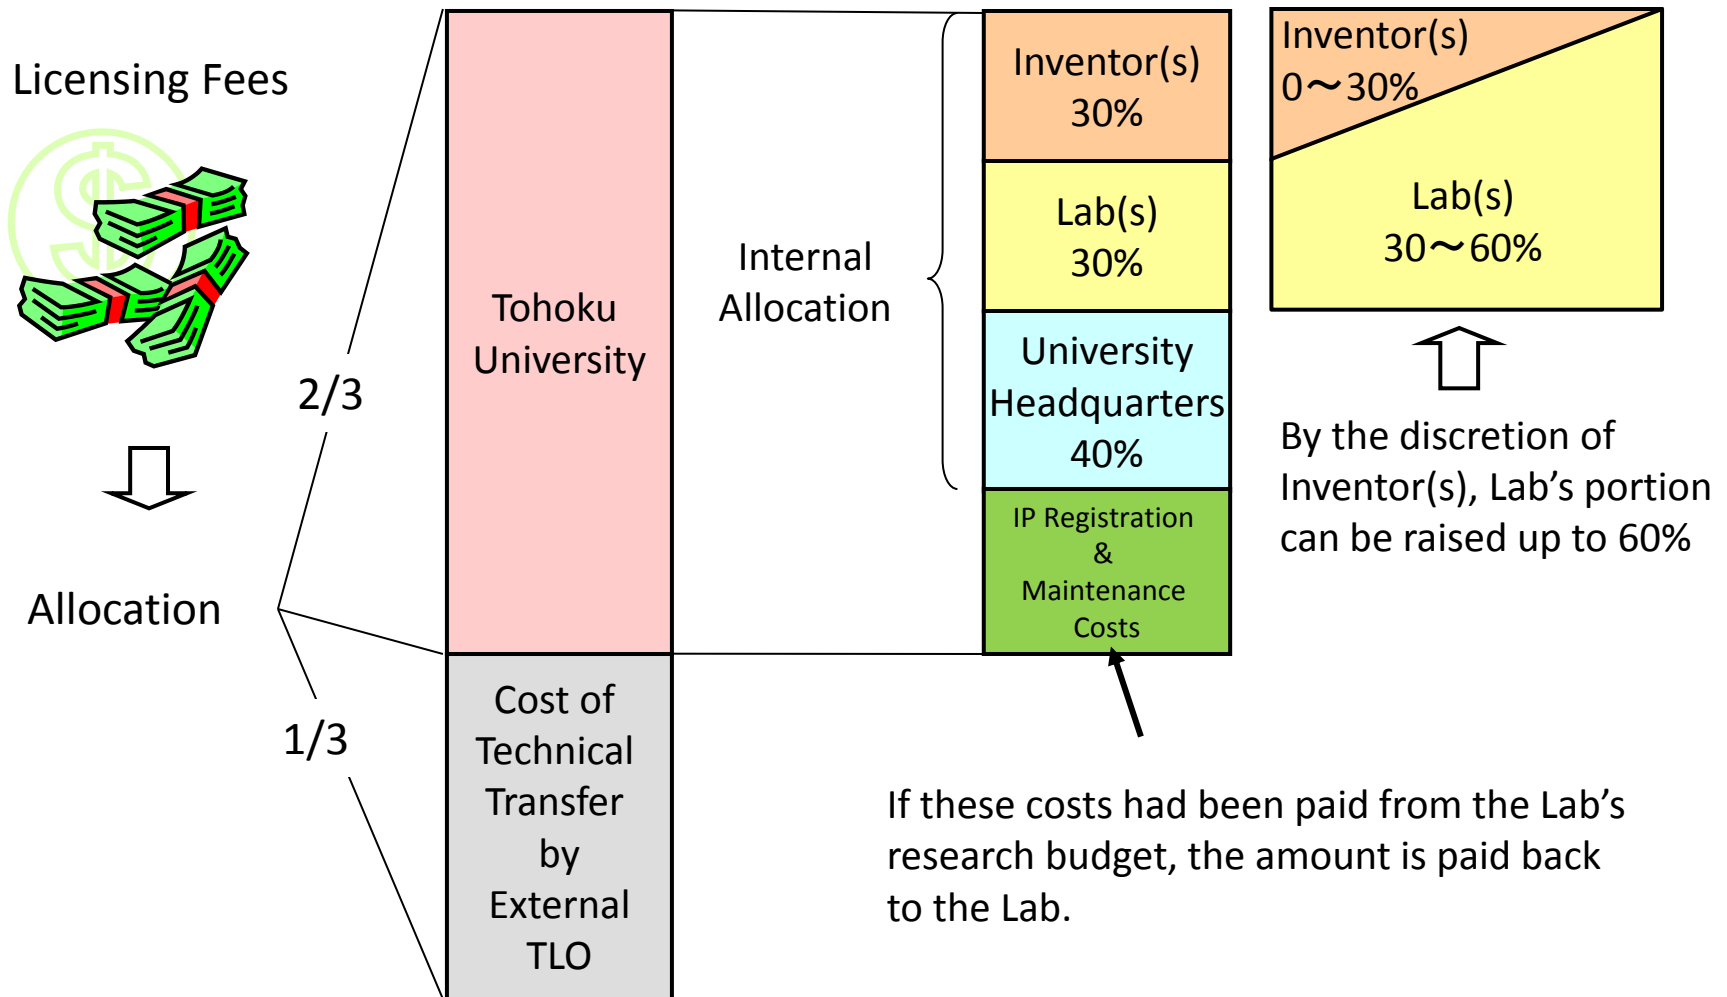 Licensing Fees
Allocation
2/3
1/3
Tohoku
University
Cost of
Technical
Transfer
by
External
TLO
Internal
Allocation
Inventor(s)
30%
Lab(s)
30%
University
Headquarters
40%
IP Registration
&
Maintenance
Costs
Inventor(s)
0～30%
Lab(s)
30～60%
By the discretion of
Inventor(s), Lab’s portion
can be raised up to 60%
If these costs had been paid from the Lab’s
research budget, the amount is paid back
to the Lab.